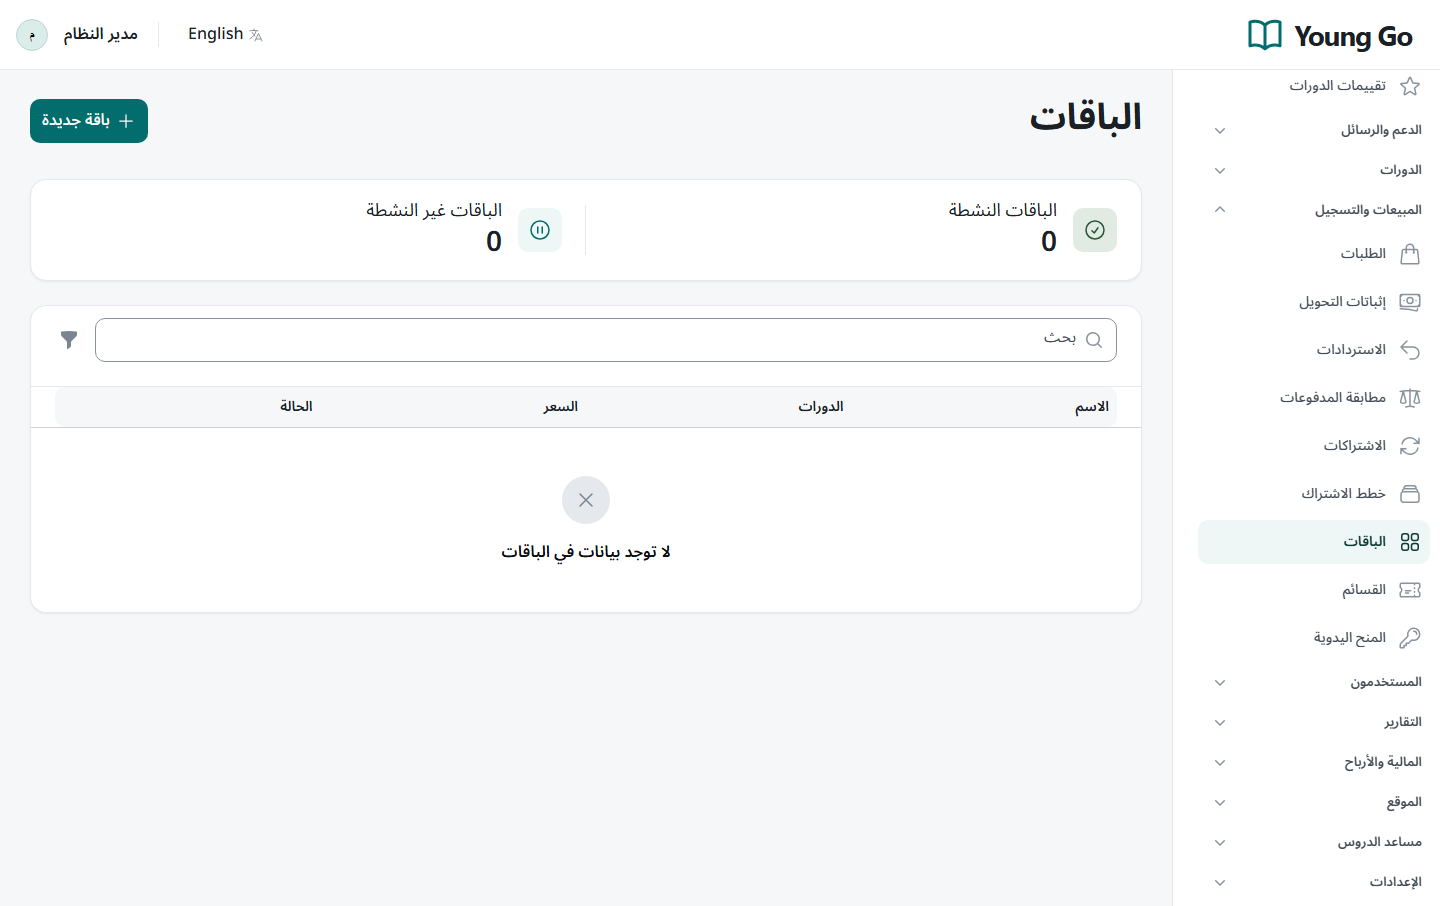 Young Go
English
مدير النظام
م
تقييمات الدورات
الدعم والرسائل
الدورات
المبيعات والتسجيل
الطلبات
إثباتات التحويل
الاستردادات
مطابقة المدفوعات
الاشتراكات
خطط الاشتراك
الباقات
القسائم
المنح اليدوية
المستخدمون
التقارير
المالية والأرباح
الموقع
مساعد الدروس
الإعدادات
الباقات
باقة جديدة
الباقات النشطة
0
الباقات غير النشطة
0
بحث
الاسم الدورات السعر الحالة
لا توجد بيانات في الباقات